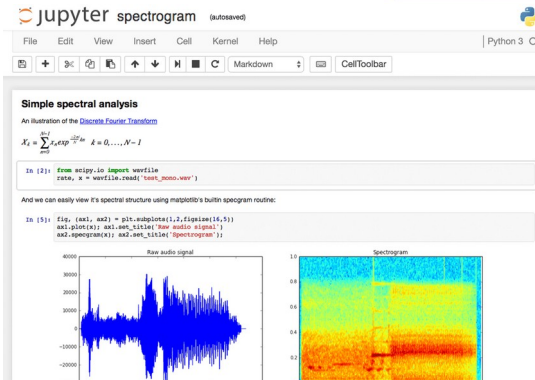 jupyter spectrogram (autosaved)
File Edit View Insert Cell Kernel Help Python 3
Markdown CellToolbar
Simple spectral analysis
An illustration of the Discrete Fourier Transform
k = 0, . . . , N − 1
In [2]: from scipy.io import wavfile
rate, x = wavfile.read('test_mono.wav')
And we can easily view it's spectral structure using matplotlib's builtin specgram routine:
In [5]: fig, (ax1, ax2) = plt.subplots(1,2,figsize(16,5))
ax1.plot(x); ax1.set_title('Raw audio signal')
ax2.specgram(x); ax2.set_title('Spectrogram');
Raw audio signal Spectrogram
40000 1.0
30000
20000 0.8
10000 0.6
0 0.4
−10000
−20000 0.2